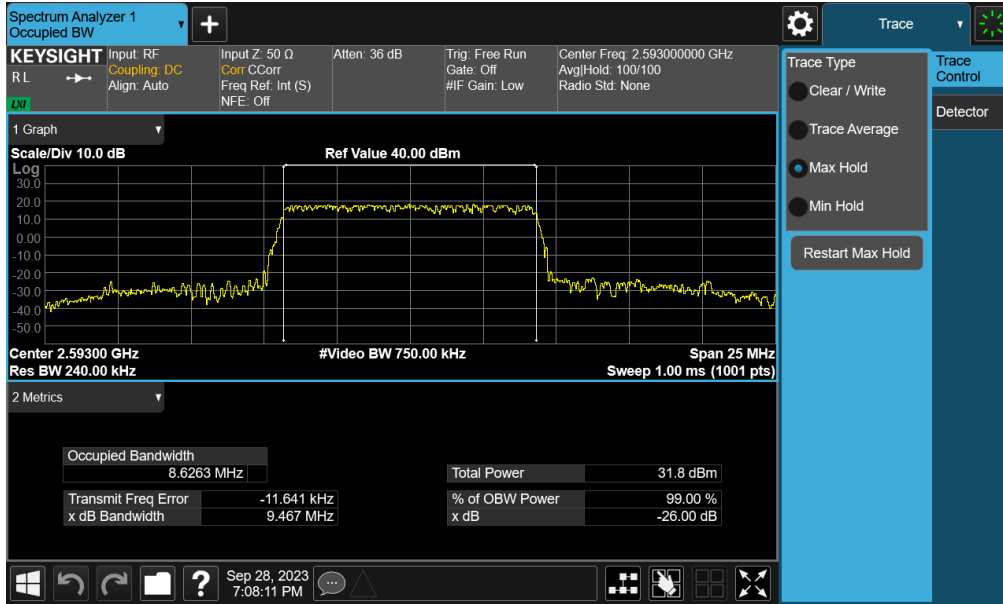 Spectrum Analyzer 1
Occupied BW
Trace
KEYSIGHT
R L
LXI
Input: RF
Coupling: DC
Align: Auto
Input Z: 50 Ω
Corr CCorr
Freq Ref: Int (S)
NFE: Off
Atten: 36 dB
Trig: Free Run
Gate: Off
#IF Gain: Low
Center Freq: 2.593000000 GHz
Avg|Hold: 100/100
Radio Std: None
Trace Type
Clear / Write
Trace Average
Max Hold
Min Hold
Restart Max Hold
Trace
Control
Detector
1 Graph
Scale/Div 10.0 dB
Ref Value 40.00 dBm
Log
30.0
20.0
10.0
0.00
-10.0
-20.0
-30.0
-40.0
-50.0
Center 2.59300 GHz
#Video BW 750.00 kHz
Span 25 MHz
Res BW 240.00 kHz
Sweep 1.00 ms (1001 pts)
2 Metrics
Occupied Bandwidth
8.6263 MHz
Total Power 31.8 dBm
Transmit Freq Error -11.641 kHz
% of OBW Power 99.00 %
x dB Bandwidth 9.467 MHz
x dB -26.00 dB
?
Sep 28, 2023
7:08:11 PM